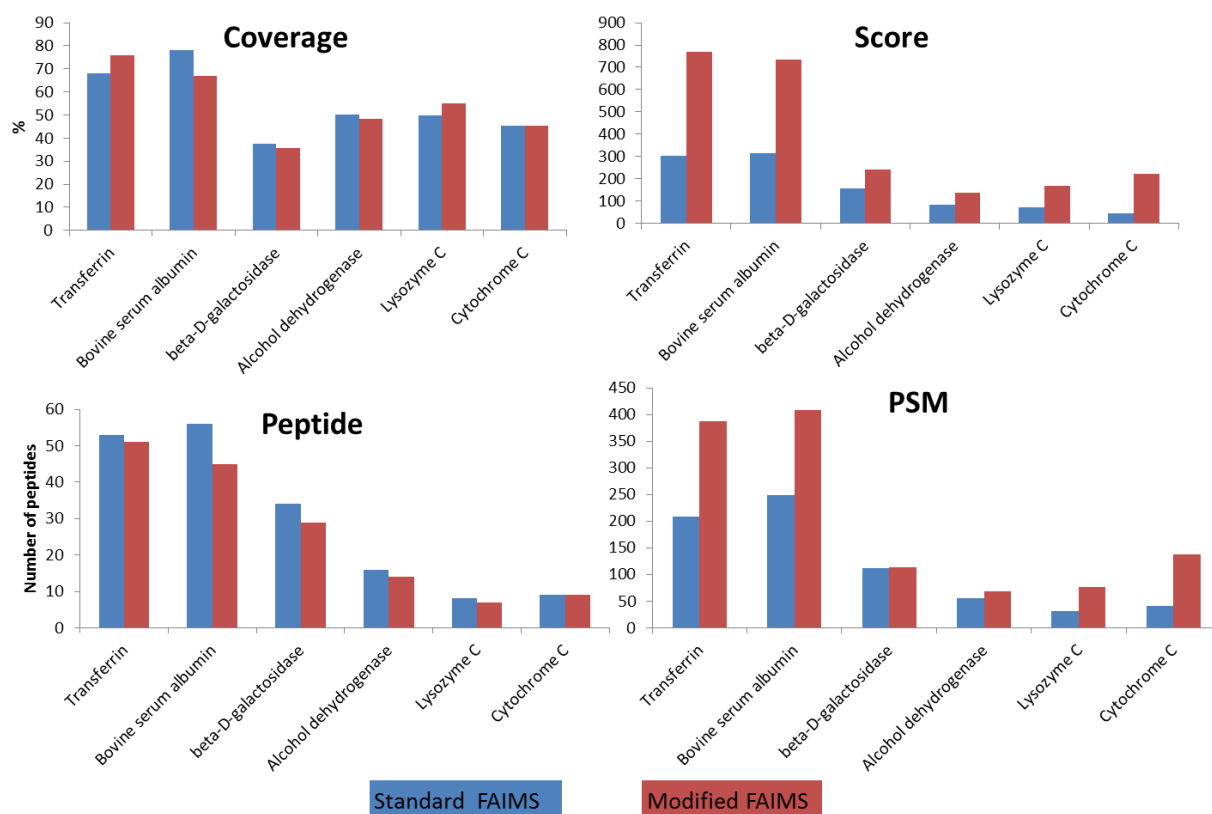 Coverage
90
80
70
60
50
40
30
20
10
0
%
Transferrin
Bovine serum albumin
beta-D-galactosidase
Alcohol dehydrogenase
Lysozyme C
Cytochrome C
Score
900
800
700
600
500
400
300
200
100
0
Transferrin
Bovine serum albumin
beta-D-galactosidase
Alcohol dehydrogenase
Lysozyme C
Cytochrome C
Peptide
60
50
40
30
20
10
0
Number of peptides
Transferrin
Bovine serum albumin
beta-D-galactosidase
Alcohol dehydrogenase
Lysozyme C
Cytochrome C
PSM
450
400
350
300
250
200
150
100
50
0
Transferrin
Bovine serum albumin
beta-D-galactosidase
Alcohol dehydrogenase
Lysozyme C
Cytochrome C
Standard FAIMS
Modified FAIMS